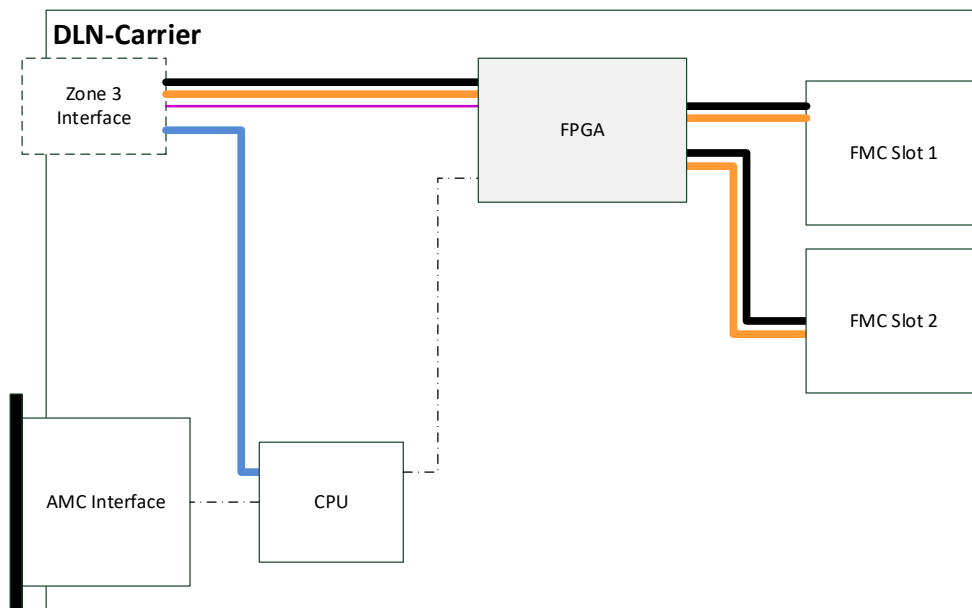 DLN-Carrier
Zone 3
Interface
FPGA
FMC Slot 1
FMC Slot 2
AMC Interface
CPU